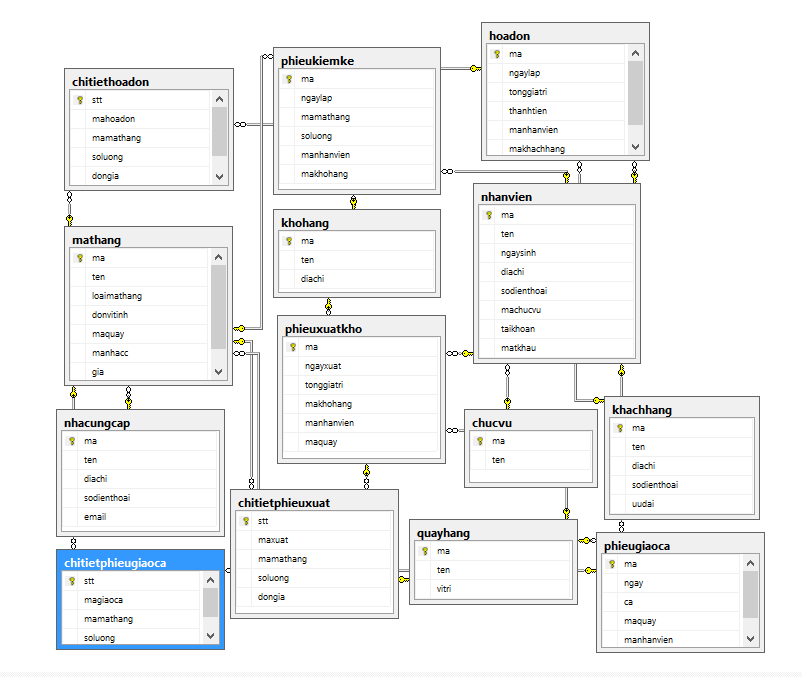 hoadon
ma
ngaylap
tonggiatri
thanhtien
manhanvien
makhachhang
phieukiemke
ma
ngaylap
mamathang
soluong
manhanvien
makhohang
chitiethoadon
stt
mahoadon
mamathang
soluong
dongia
nhanvien
ma
ten
ngaysinh
diachi
sodienthoai
machucvu
taikhoan
matkhau
khohang
ma
ten
diachi
mathang
ma
ten
loaimathang
donvitinh
maquay
manhacc
gia
phieuxuatkho
ma
ngayxuat
tonggiatri
makhohang
manhanvien
maquay
khachhang
ma
ten
diachi
sodienthoai
uudai
nhacungcap
ma
ten
diachi
sodienthoai
email
chucvu
ma
ten
chitietphieuxuat
stt
maxuat
mamathang
soluong
dongia
quayhang
ma
ten
vitri
phieugiaoca
ma
ngay
ca
maquay
manhanvien
chitietphieugiaoca
stt
magiaoca
mamathang
soluong